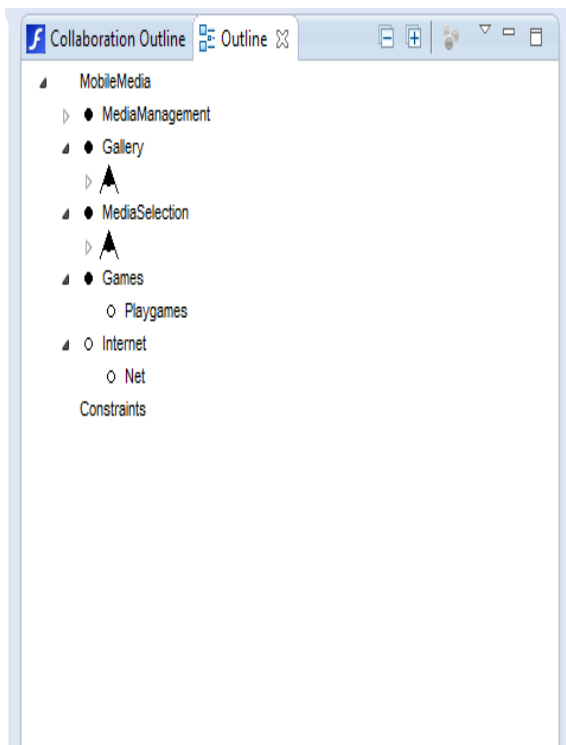 Collaboration Outline Outline
MobileMedia
MediaManagement
Gallery
MediaSelection
Games
Playgames
Internet
Net
Constraints